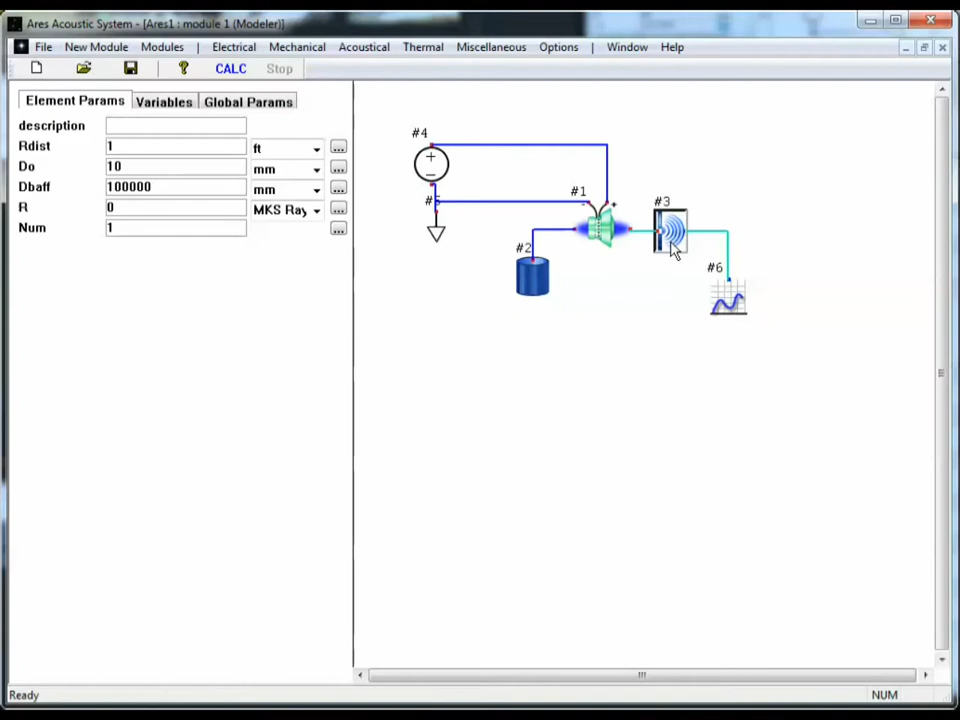 Ares Acoustic System - [Ares1 : module 1 (Modeler)]
File New Module Modules Electrical Mechanical Acoustical Thermal Miscellaneous Options Window Help
? CALC Stop
Element Params Variables Global Params
description
Rdist 1 ft ...
Do 10 mm ...
Dbaff 100000 mm ...
R 0 MKS Ray ...
Num 1 ...
#4
#1
#3
#2
#6
Ready NUM